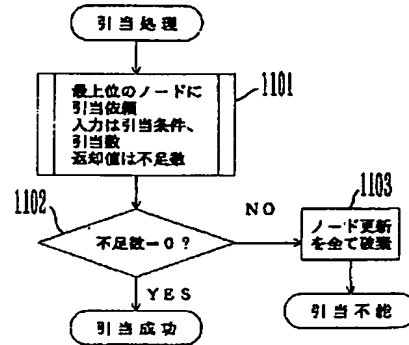 引当処理
最上位のノードに
引当依頼
入力は引当条件、
引当数
返却値は不足数
1101
1102
不足数=0?
NO
1103
ノード更新
を全て破棄
YES
引当成功
引当不能